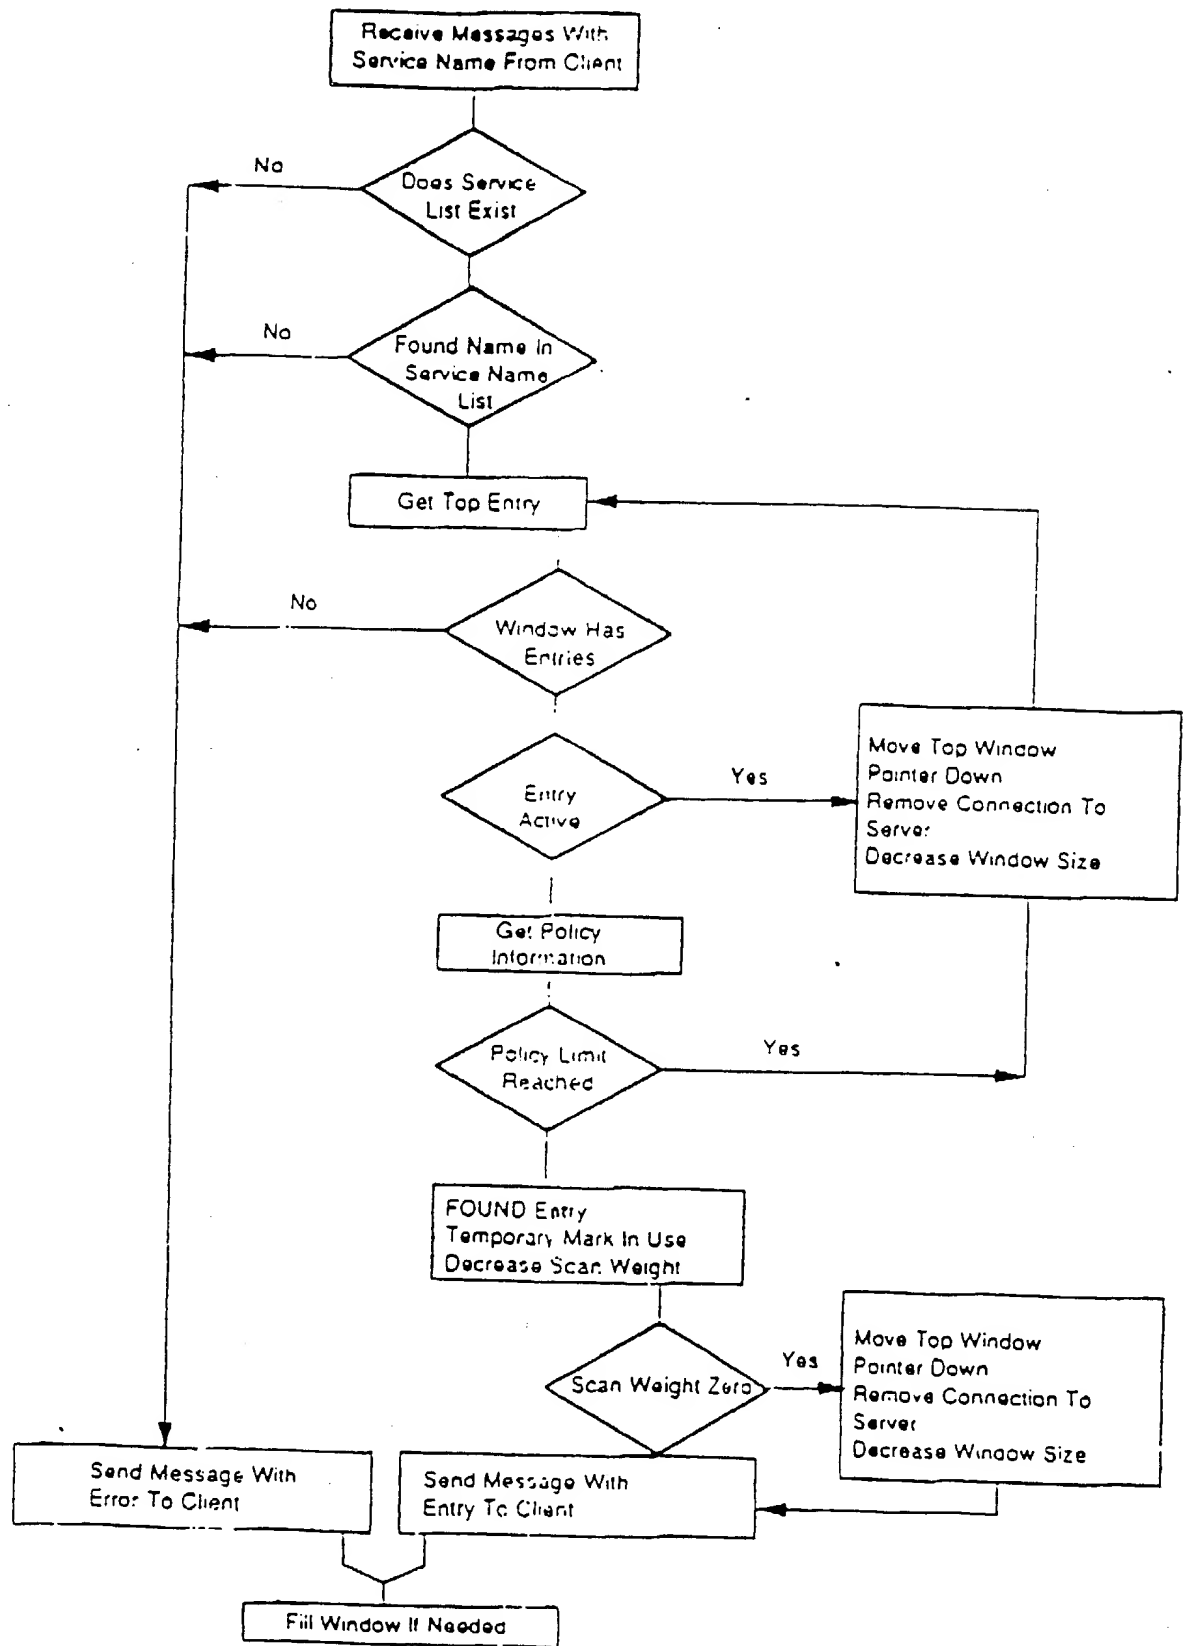 Receive Messages With
Service Name From Client
No
Does Service
List Exist
No
Found Name In
Service Name
List
Get Top Entry
No
Window Has
Entries
Move Top Window
Pointer Down
Remove Connection To
Server
Decrease Window Size
Yes
Entry
Active
Get Policy
Information
Policy Limit
Reached
Yes
FOUND Entry
Temporary Mark In Use
Decrease Scan Weight
Scan Weight Zero
Yes
Move Top Window
Pointer Down
Remove Connection To
Server
Decrease Window Size
Send Message With
Error To Client
Send Message With
Entry To Client
Fill Window If Needed